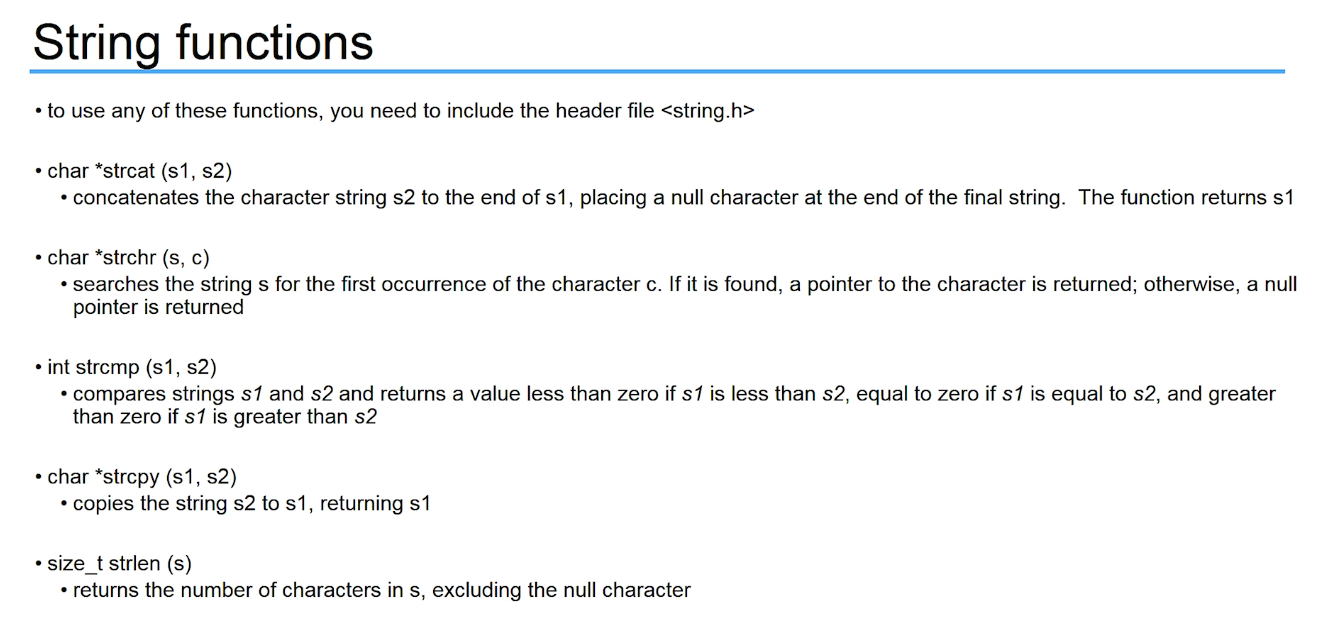 String functions
• to use any of these functions, you need to include the header file <string.h>
• char *strcat (s1, s2)
• concatenates the character string s2 to the end of s1, placing a null character at the end of the final string.  The function returns s1
• char *strchr (s, c)
• searches the string s for the first occurrence of the character c. If it is found, a pointer to the character is returned; otherwise, a null
pointer is returned
• int strcmp (s1, s2)
• compares strings s1 and s2 and returns a value less than zero if s1 is less than s2, equal to zero if s1 is equal to s2, and greater
than zero if s1 is greater than s2
• char *strcpy (s1, s2)
• copies the string s2 to s1, returning s1
• size_t strlen (s)
• returns the number of characters in s, excluding the null character